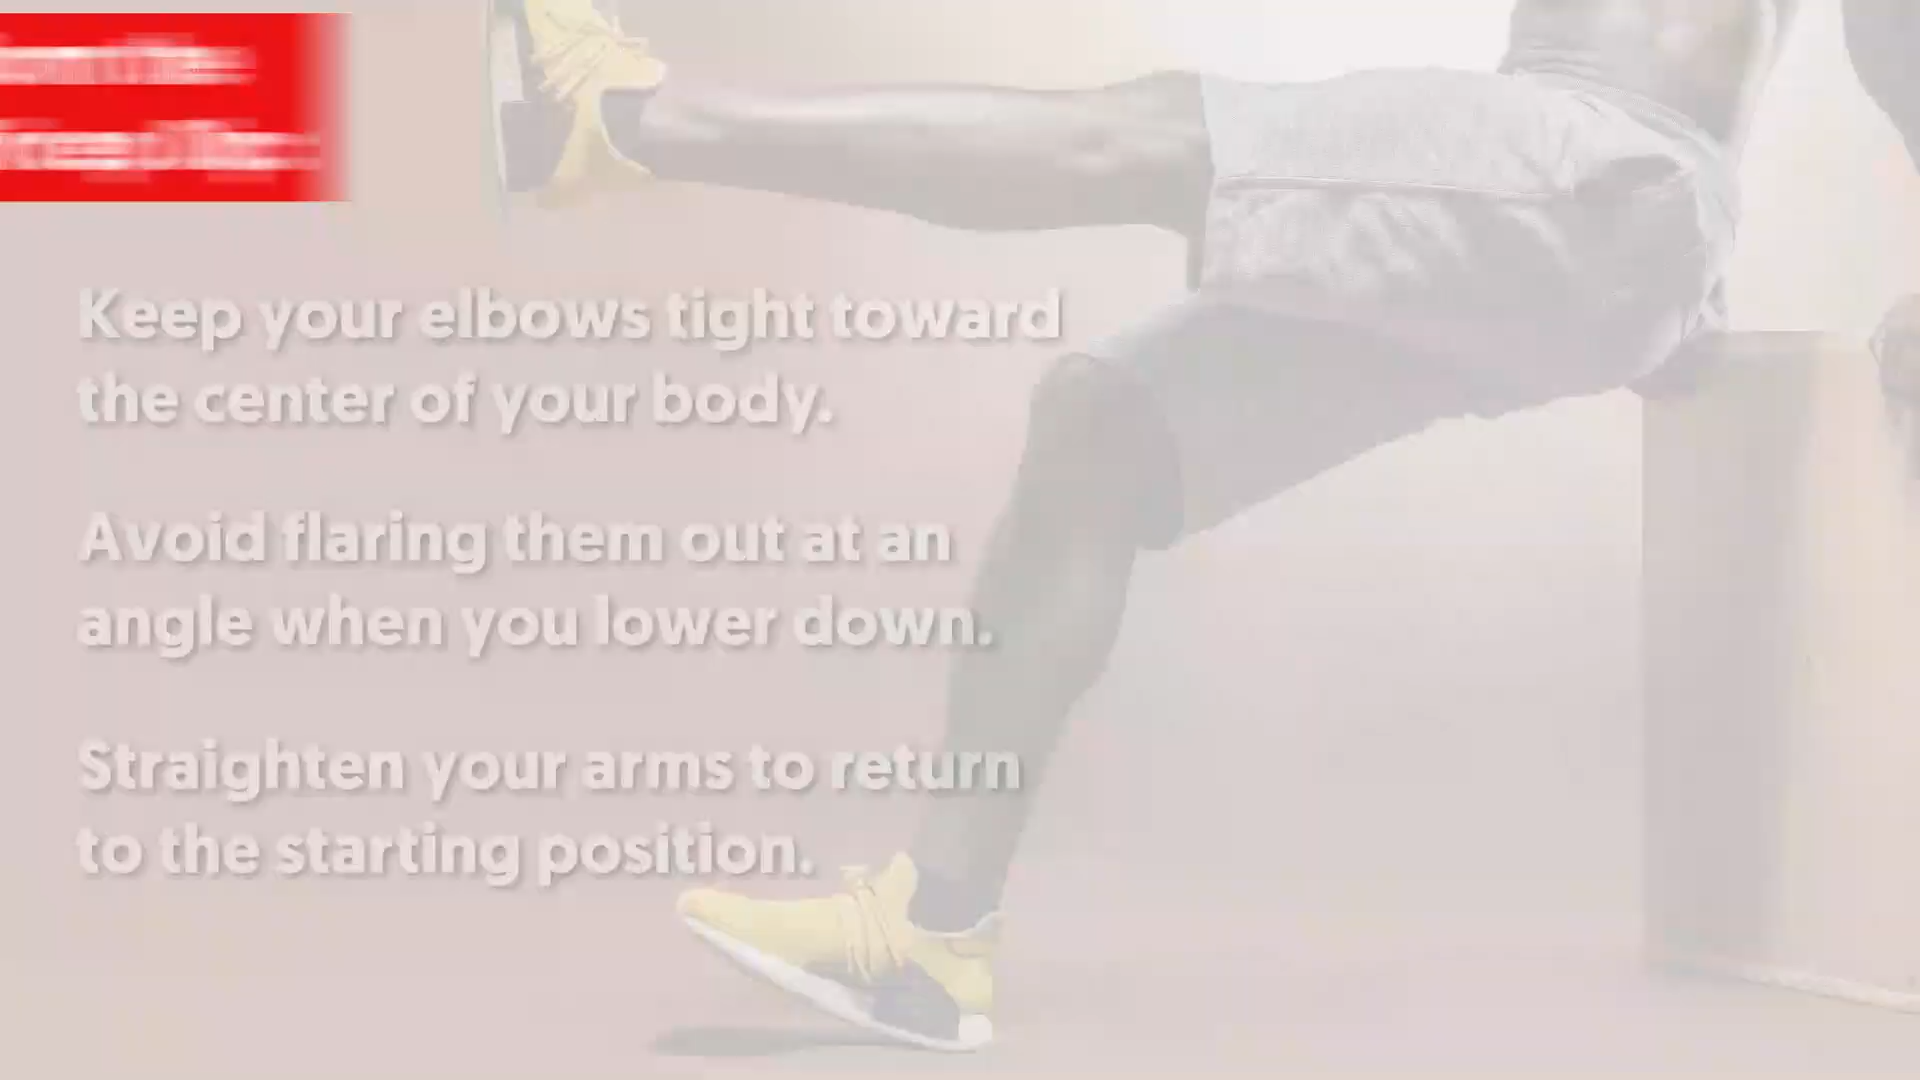 Keep your elbows tight toward
the center of your body.
Avoid flaring them out at an
angle when you lower down.
Straighten your arms to return
to the starting position.